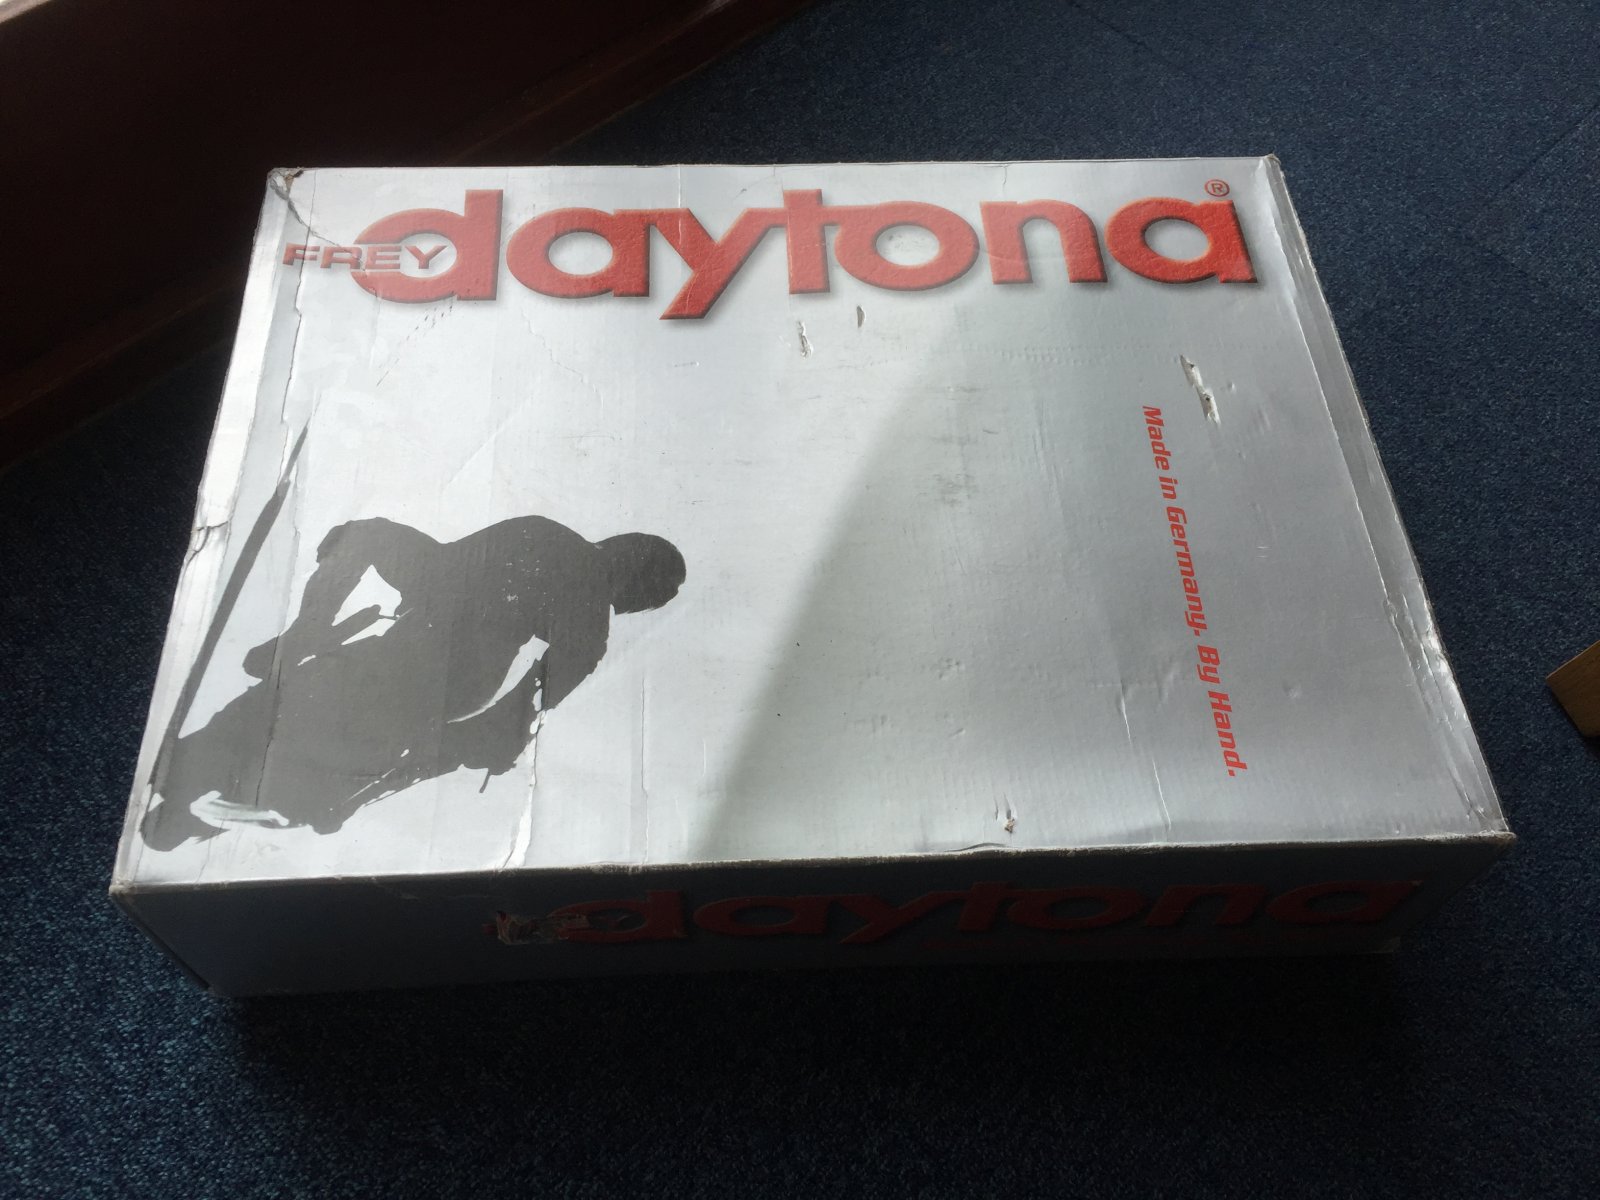 FREY daytona®
Made in Germany. By Hand.
daytona